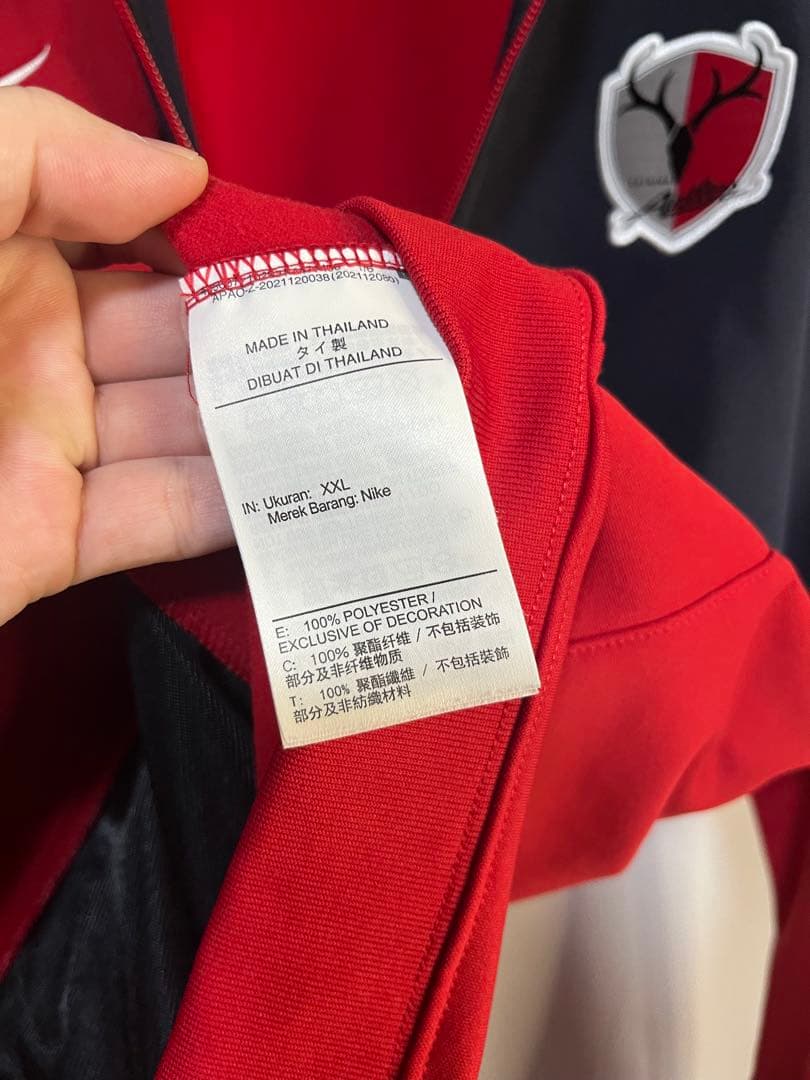 APAO-Z-2021120038(202112080)
MADE IN THAILAND
タイ製
DIBUAT DI THAILAND
IN: Ukuran: XXL
Merek Barang: Nike
E: 100% POLYESTER /
EXCLUSIVE OF DECORATION
C: 100% 聚酯纤维 / 不包括装饰
部分及非纤维物质
T: 100% 聚酯纖維 / 不包括裝飾
部分及非紡織材料
Antlers